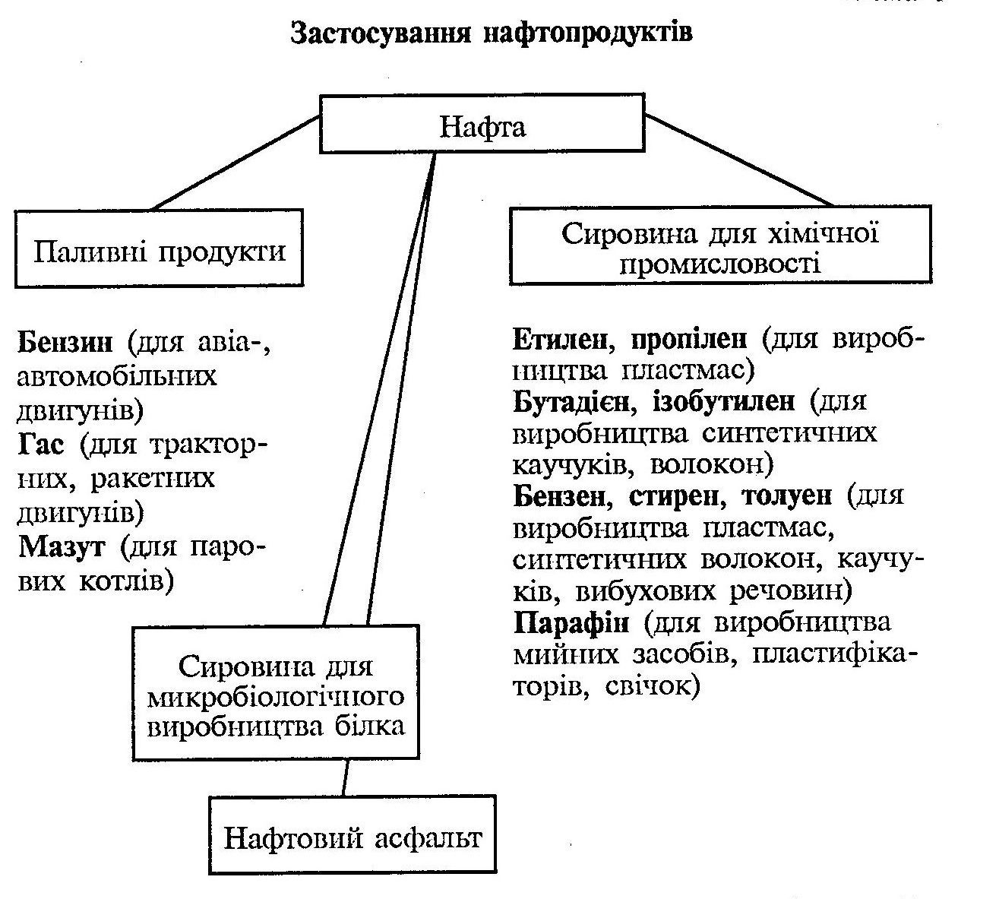 Застосування нафтопродуктів
Нафта
Паливні продукти
Сировина для хімічної
промисловості
Бензин (для авіа-,
автомобільних
двигунів)
Гас (для трактор-
них, ракетних
двигунів)
Мазут (для паро-
вих котлів)
Етилен, пропілен (для вироб-
ництва пластмас)
Бутадієн, ізобутилен (для
виробництва синтетичних
каучуків, волокон)
Бензен, стирен, толуен (для
виробництва пластмас,
синтетичних волокон, каучу-
ків, вибухових речовин)
Парафін (для виробництва
мийних засобів, пластифіка-
торів, свічок)
Сировина для
микробіологічного
виробництва білка
Нафтовий асфальт